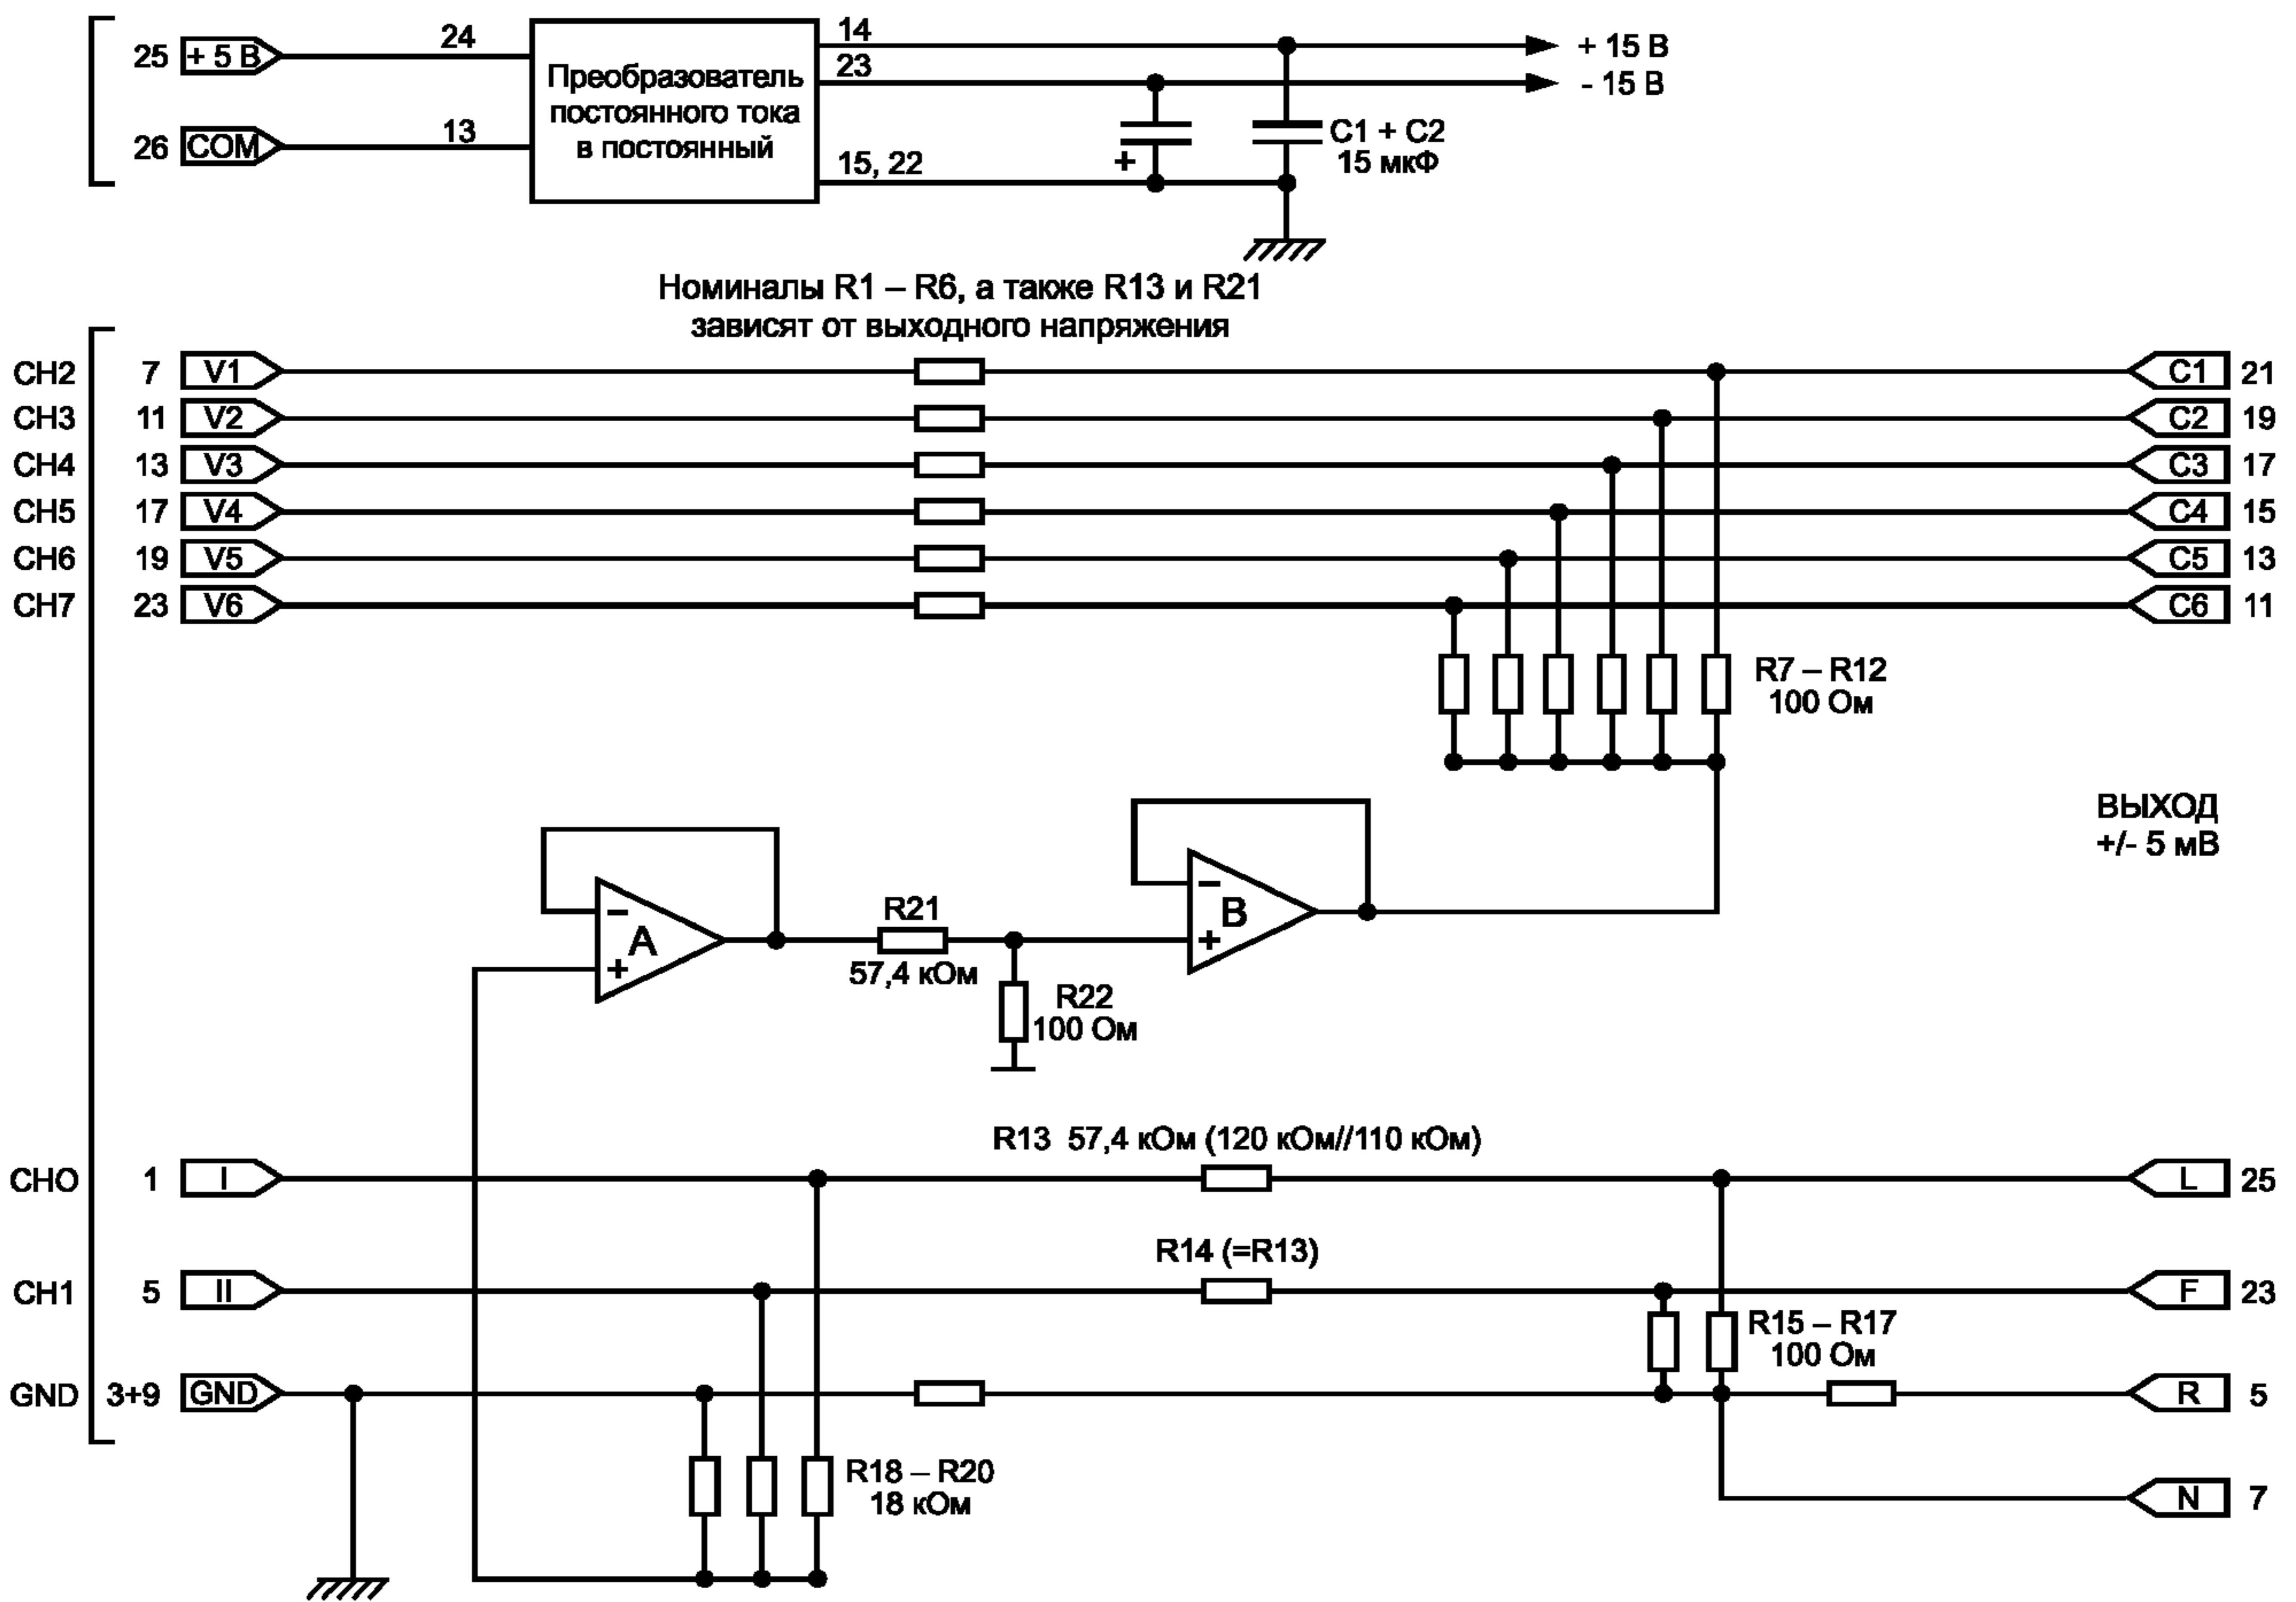 25 + 5 В 24
14
+ 15 В
23
- 15 В
Преобразователь
постоянного тока
в постоянный
26 COM 13
15, 22
+
C1 + C2
15 мкФ
Номиналы R1 – R6, а также R13 и R21
зависят от выходного напряжения
CH2 7 V1 C1 21
CH3 11 V2 C2 19
CH4 13 V3 C3 17
CH5 17 V4 C4 15
CH6 19 V5 C5 13
CH7 23 V6 C6 11
R7 – R12
100 Ом
ВЫХОД
+/- 5 мВ
−
A
+
R21
57,4 кОм
−
B
+
R22
100 Ом
R13 57,4 кОм (120 кОм//110 кОм)
CHO 1 I L 25
R14 (=R13)
CH1 5 II F 23
R15 – R17
100 Ом
GND 3+9 GND R 5
R18 – R20
18 кОм
N 7